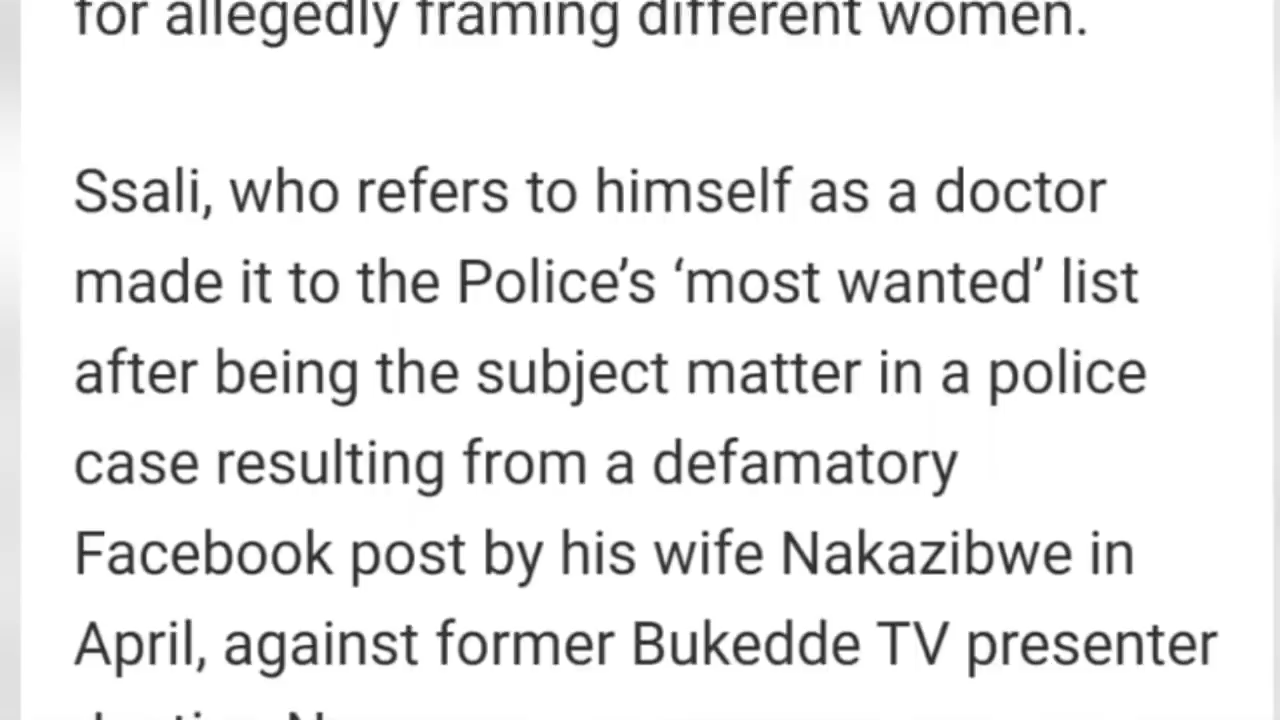 for allegedly framing different women.
Ssali, who refers to himself as a doctor
made it to the Police’s ‘most wanted’ list
after being the subject matter in a police
case resulting from a defamatory
Facebook post by his wife Nakazibwe in
April, against former Bukedde TV presenter